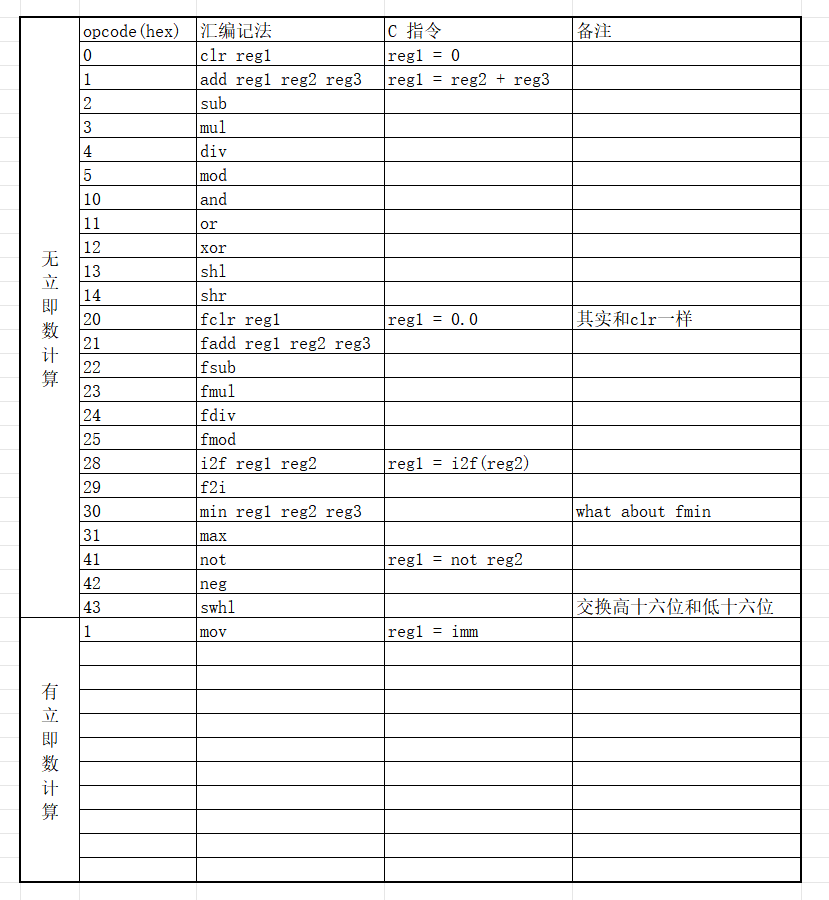 opcode(hex) 汇编记法 C 指令 备注
0 clr reg1 reg1 = 0
1 add reg1 reg2 reg3 reg1 = reg2 + reg3
2 sub
3 mul
4 div
5 mod
10 and
11 or
12 xor
13 shl
14 shr
20 fclr reg1 reg1 = 0.0 其实和clr一样
21 fadd reg1 reg2 reg3
22 fsub
23 fmul
24 fdiv
25 fmod
28 i2f reg1 reg2 reg1 = i2f(reg2)
29 f2i
30 min reg1 reg2 reg3 what about fmin
31 max
41 not reg1 = not reg2
42 neg
43 swhl 交换高十六位和低十六位
无立即数计算
1 mov reg1 = imm
有立即数计算